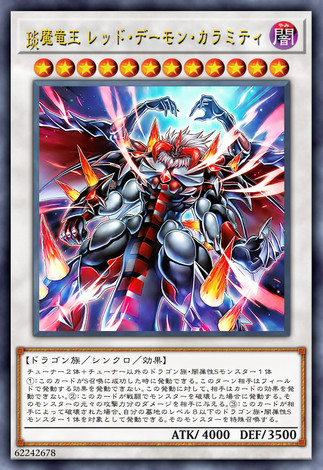 琰魔竜王 レッド・デーモン・カラミティ
やみ
闇
【ドラゴン族／シンクロ／効果】
チューナー２体＋チューナー以外のドラゴン族・闇属性Sモンスター１体
①：このカードがS召喚に成功した時に発動できる。このターン相手はフィール
ドで発動する効果を発動できない。この発動に対して、相手はカードの効果を発
動できない。②：このカードが戦闘でモンスターを破壊した場合に発動する。そ
のモンスターの元々の攻撃力分のダメージを相手に与える。③：このカードが相
手によって破壊された場合、自分の墓地のレベル８以下のドラゴン族・闇属性S
モンスター１体を対象として発動できる。そのモンスターを特殊召喚する。
ATK/ 4000 DEF/3500
62242678